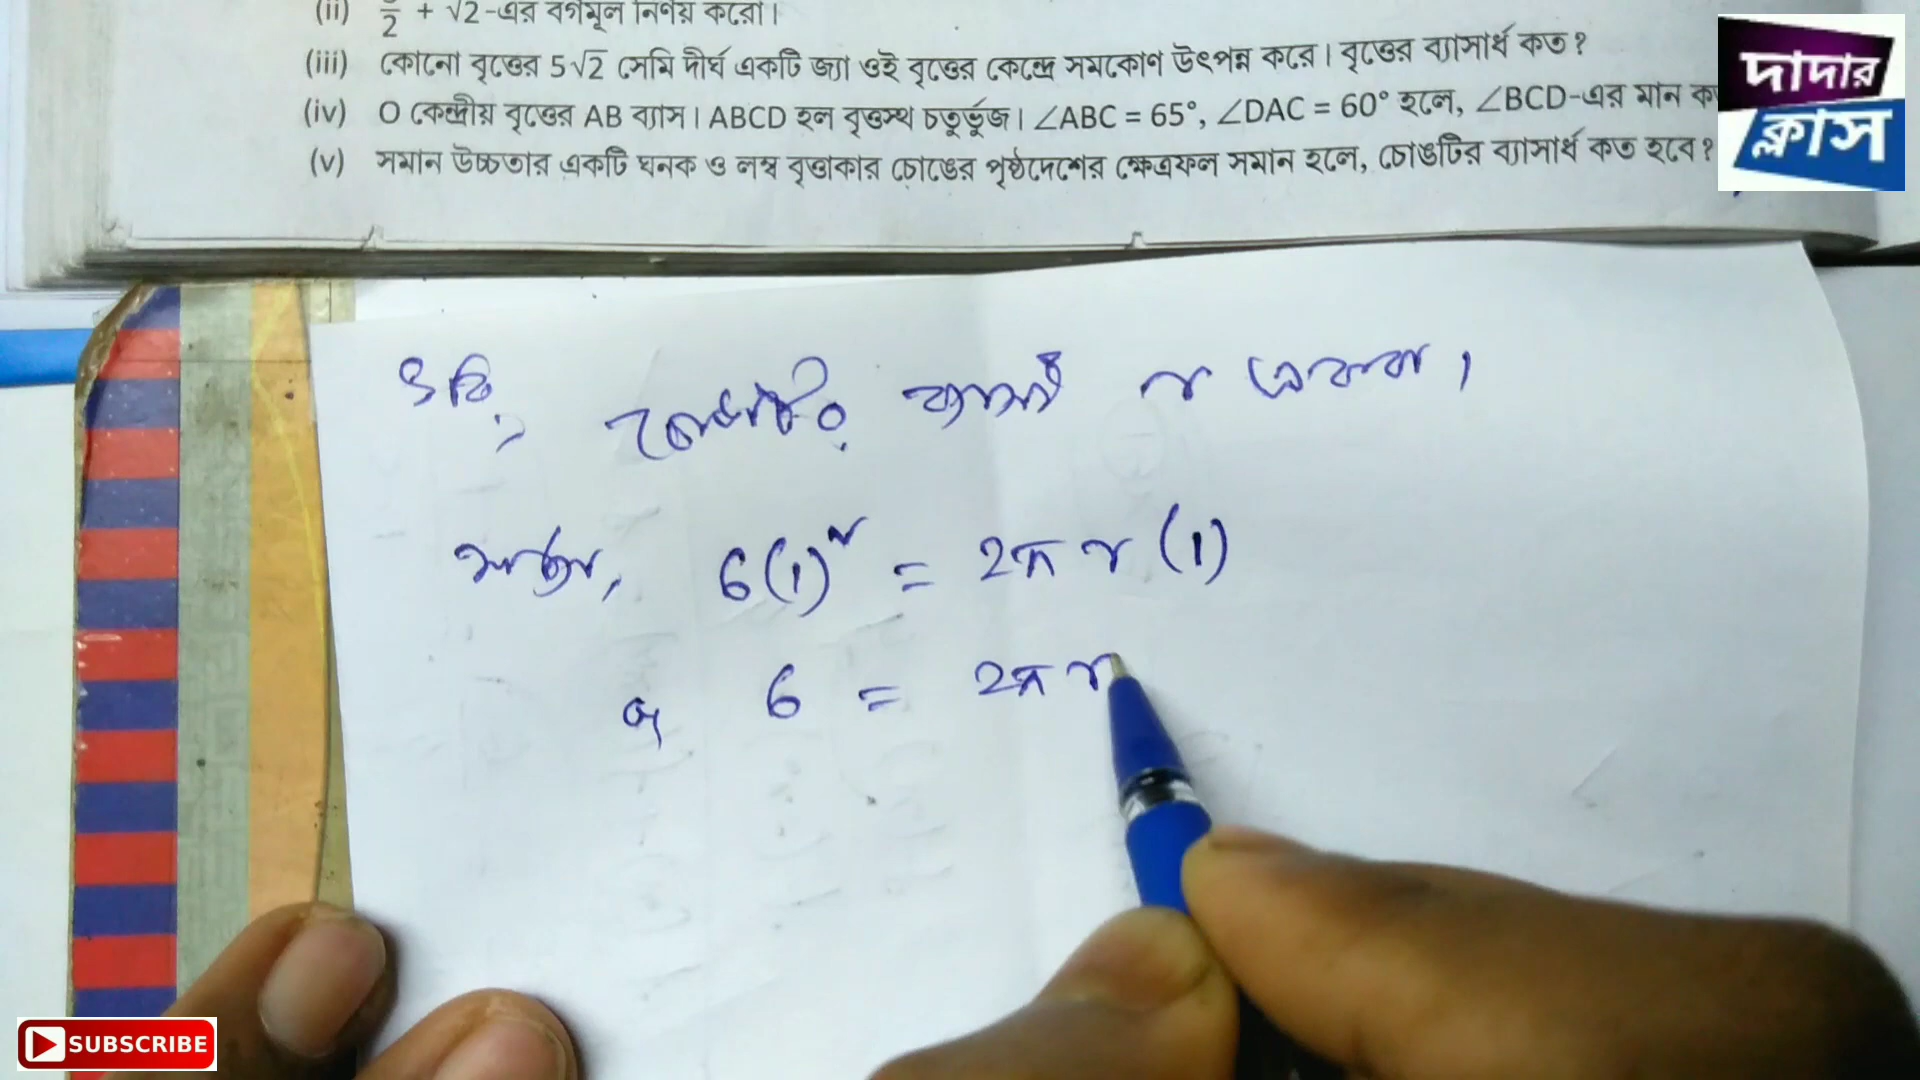 (ii) 2 + √2-এর বর্গমূল নির্ণয় করো।
(iii) কোনো বৃত্তের 5√2 সেমি দীর্ঘ একটি জ্যা ওই বৃত্তের কেন্দ্রে সমকোণ উৎপন্ন করে। বৃত্তের ব্যাসার্ধ কত?
(iv) O কেন্দ্রীয় বৃত্তের AB ব্যাস। ABCD হল বৃত্তস্থ চতুর্ভুজ। ∠ABC = 65°, ∠DAC = 60° হলে, ∠BCD-এর মান
(v) সমান উচ্চতার একটি ঘনক ও লম্ব বৃত্তাকার চোঙের পৃষ্ঠদেশের ক্ষেত্রফল সমান হলে, চোঙটির ব্যাসার্ধ কত হবে?
দাদার
ক্লাস
ধরি, চোঙটির ব্যাসার্ধ r একক।
6(1)² = 2πr(1)
বা, 6 = 2πr
SUBSCRIBE